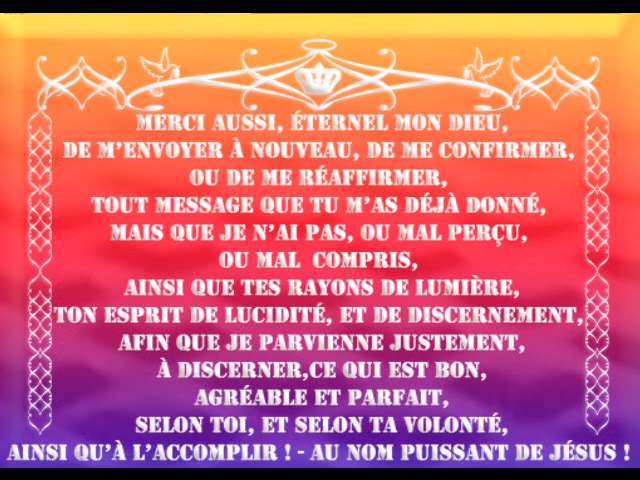 MERCI AUSSI, ÉTERNEL MON DIEU,
DE M'ENVOYER À NOUVEAU, DE ME CONFIRMER,
OU DE ME RÉAFFIRMER,
TOUT MESSAGE QUE TU M'AS DÉJÀ DONNÉ,
MAIS QUE JE N'AI PAS, OU MAL PERÇU,
OU MAL COMPRIS,
AINSI QUE TES RAYONS DE LUMIÈRE,
TON ESPRIT DE LUCIDITÉ, ET DE DISCERNEMENT,
AFIN QUE JE PARVIENNE JUSTEMENT,
À DISCERNER,CE QUI EST BON,
AGRÉABLE ET PARFAIT,
SELON TOI, ET SELON TA VOLONTÉ,
AINSI QU'À L'ACCOMPLIR ! - AU NOM PUISSANT DE JÉSUS !